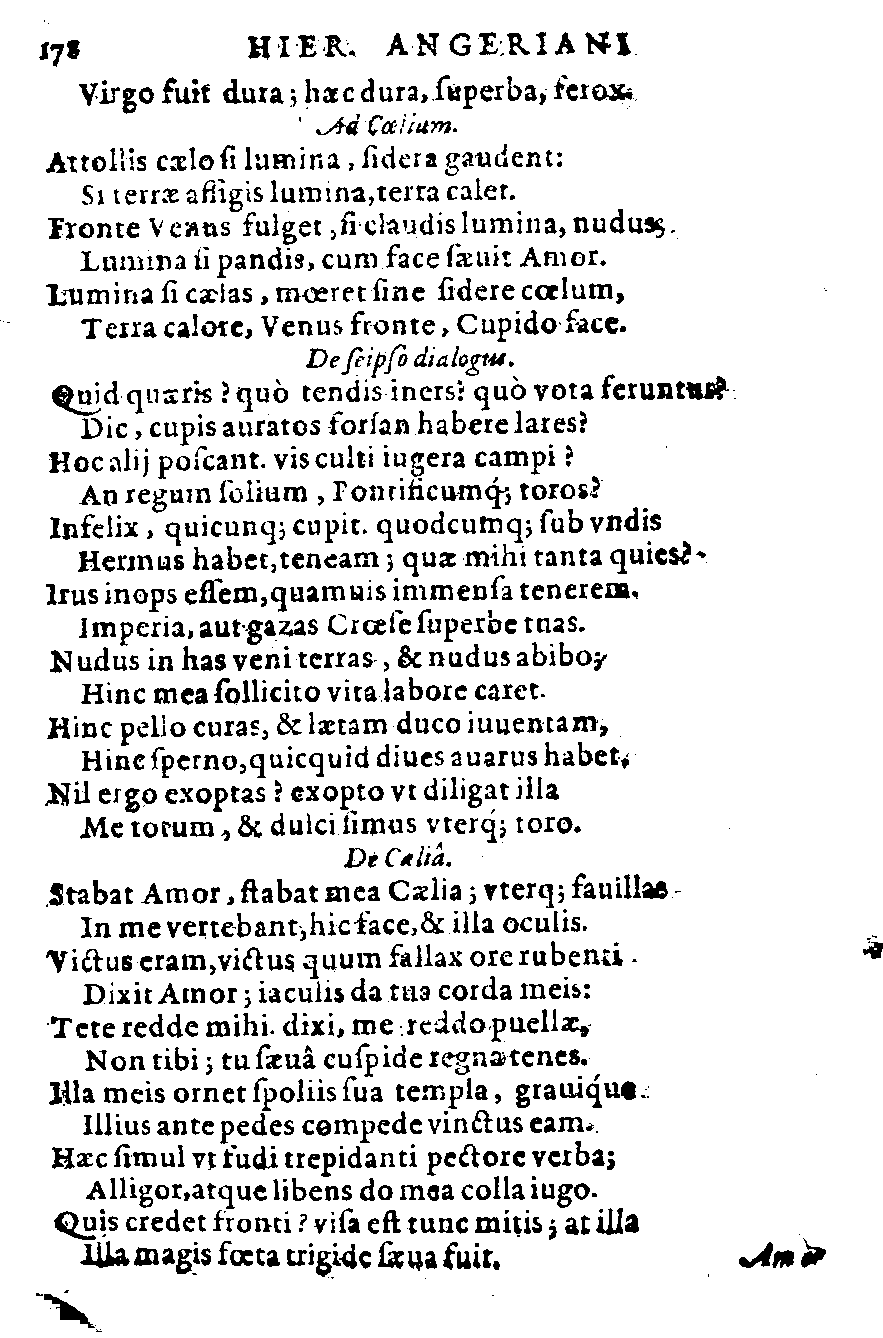 178 HIER. ANGERIANI
Virgo fuit dura; hæc dura, ſuperba, ferox.
Ad Cœlium.
Attollis cælo ſi lumina, ſidera gaudent:
Si terræ affigis lumina, terra calet.
Fronte Venus fulget, ſi claudis lumina, nudus,
Lumina ſi pandis, cum face ſæuit Amor.
Lumina ſi cælas, mœret ſine ſidere cœlum,
Terra calore, Venus fronte, Cupido face.
De ſeipſo dialogus.
Quid quæris? quò tendis iners? quò vota feruntur?
Dic, cupis auratos forſan habere lares?
Hoc alij poſcant. vis culti iugera campi?
An regum ſolium, Pontificumq́; toros?
Infelix, quicunq; cupit. quodcumq; ſub vndis
Hermus habet, teneam; quæ mihi tanta quies?
Irus inops eſſem, quamuis immenſa tenerem.
Imperia, aut gazas Crœſe ſuperbe tuas.
Nudus in has veni terras, & nudus abibo;
Hinc mea ſollicito vita labore caret.
Hinc pello curas, & lætam duco iuuentam,
Hinc ſperno, quicquid diues auarus habet,
Nil ergo exoptas? exopto vt diligat illa
Me totum, & dulci ſimus vterq́; toro.
De Cæliâ.
Stabat Amor, ſtabat mea Cælia; vterq; fauillas
In me vertebant, hic face, & illa oculis.
Victus eram, victus quum fallax ore rubenti
Dixit Amor; iaculis da tua corda meis:
Tete redde mihi. dixi, me reddo puellæ,
Non tibi; tu ſæuâ cuſpide regna tenes.
Illa meis ornet ſpoliis ſua templa, grauiq́ue
Illius ante pedes compede vinctus eam.
Hæc ſimul vt fudi trepidanti pectore verba;
Alligor, atque libens do mea colla iugo.
Quis credet fronti? viſa eſt tunc mitis; at illa
Illa magis fœta trigide ſæua fuit.
Amor